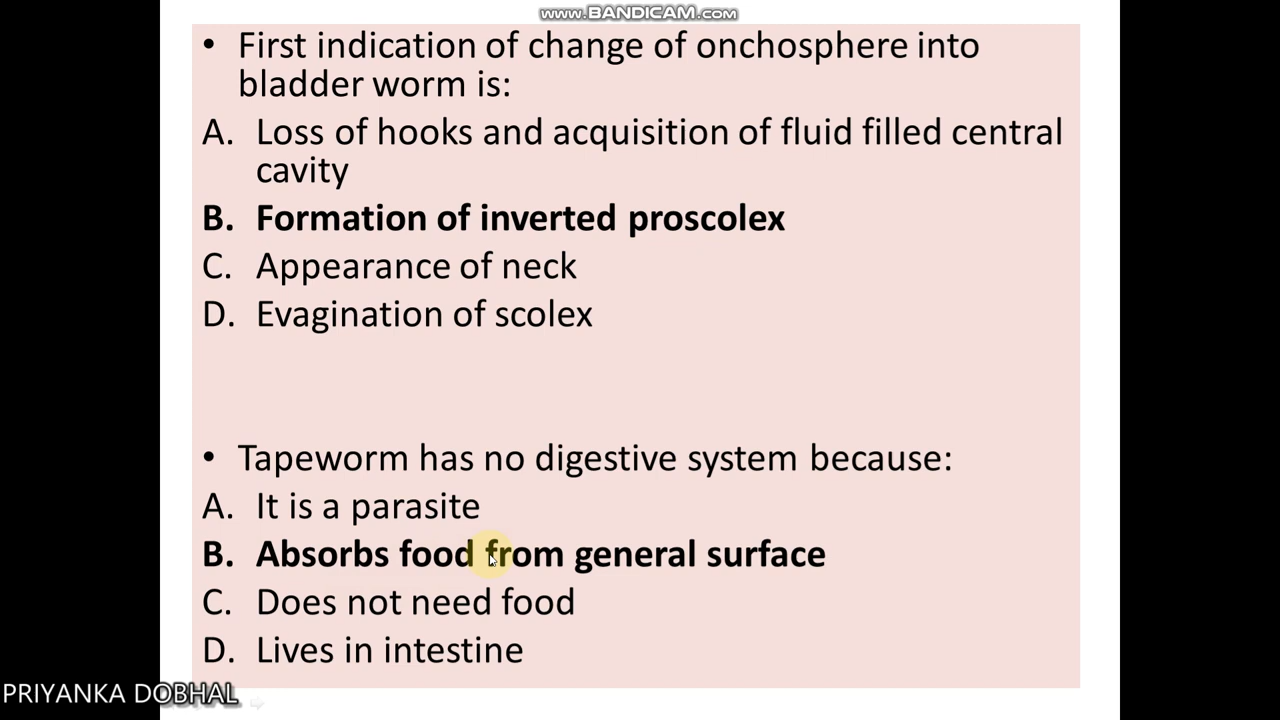 www.BANDICAM.com
• First indication of change of onchosphere into
bladder worm is:
A. Loss of hooks and acquisition of fluid filled central
cavity
B. Formation of inverted proscolex
C. Appearance of neck
D. Evagination of scolex
• Tapeworm has no digestive system because:
A. It is a parasite
B. Absorbs food from general surface
C. Does not need food
D. Lives in intestine
PRIYANKA DOBHAL